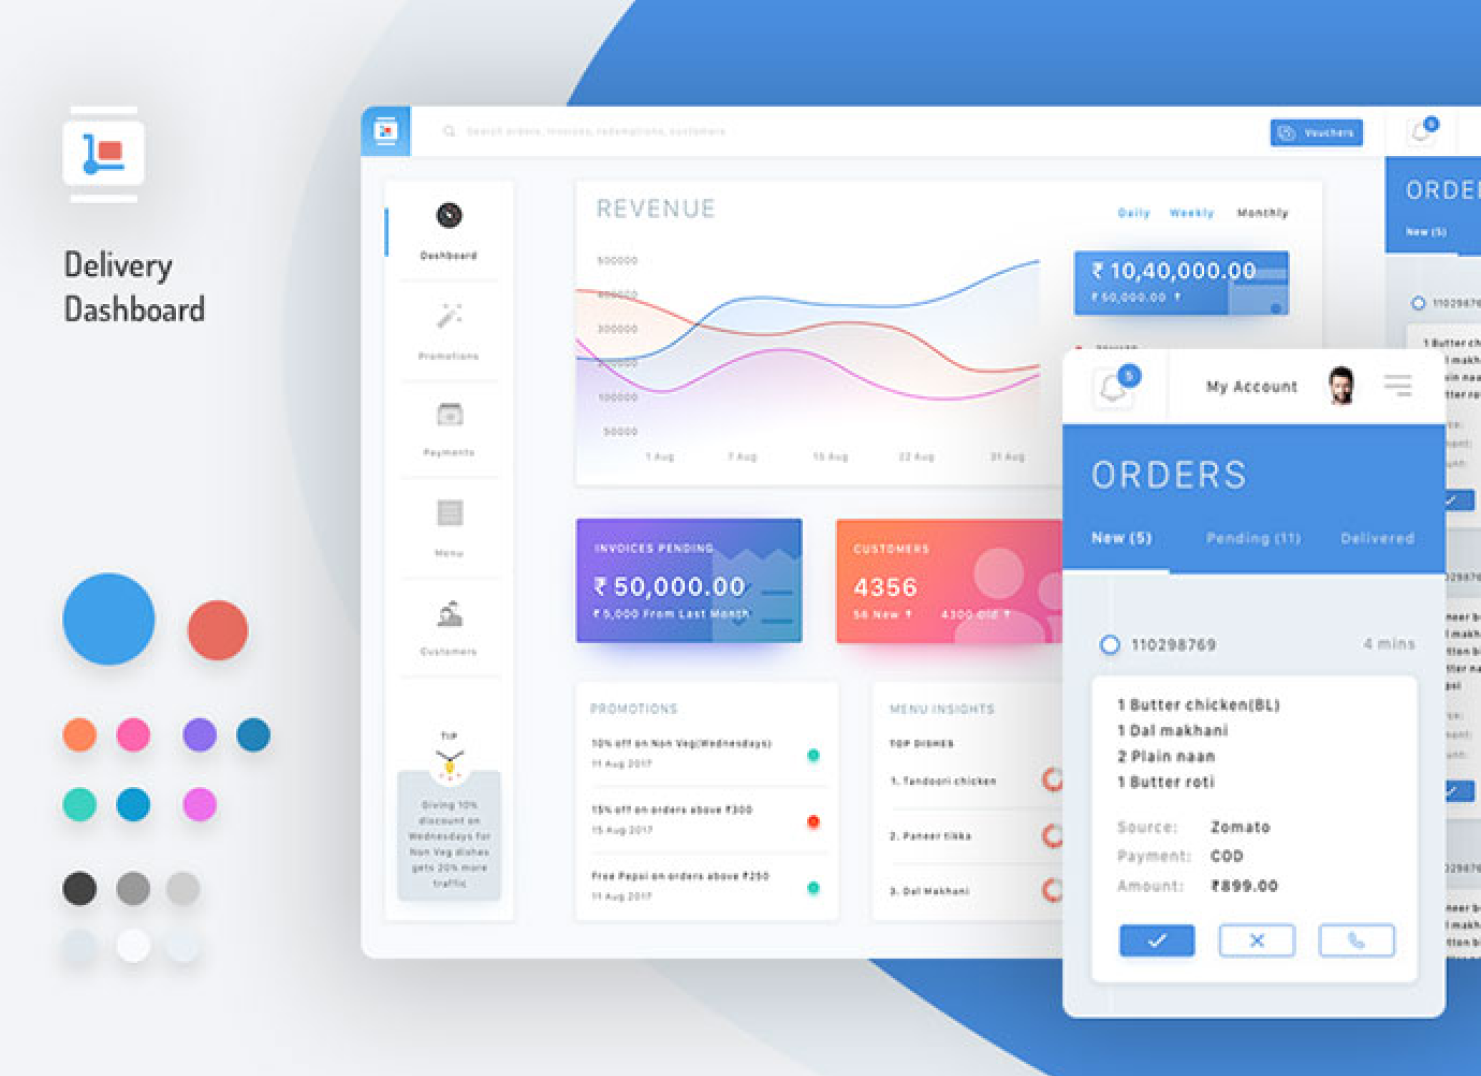 Delivery
Dashboard
Search orders, invoices, redemptions, customers
Vouchers
5
Dashboard
Promotions
Payments
Menu
Customers
TIP
Giving 10%
discount on
Wednesdays for
Non Veg dishes
gets 20% more
traffic
REVENUE
Daily Weekly Monthly
500000
400000
300000
200000
100000
50000
1 Aug 7 Aug 15 Aug 22 Aug 31 Aug
₹ 10,40,000.00
₹ 50,000.00 ↑
INVOICES PENDING
₹ 50,000.00
₹ 5,000 From Last Month
CUSTOMERS
4356
56 New ↑ 4300 Old ↑
PROMOTIONS
10% off on Non Veg(Wednesdays)
11 Aug 2017
15% off on orders above ₹300
15 Aug 2017
Free Pepsi on orders above ₹250
11 Aug 2017
MENU INSIGHTS
TOP DISHES
1. Tandoori chicken
2. Paneer tikka
3. Dal Makhani
New (5)
1 Butter
5
My Account
ORDERS
New (5) Pending (11) Delivered
110298769 4 mins
1 Butter chicken(BL)
1 Dal makhani
2 Plain naan
1 Butter roti
Source: Zomato
Payment: COD
Amount: ₹899.00